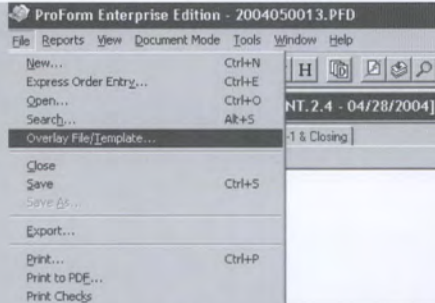 ProForm Enterprise Edition - 2004050013.PFD
File Reports View Document Mode Tools Window Help
New... Ctrl+N
Express Order Entry... Ctrl+E
H
Open... Ctrl+O
NT.2.4 - 04/28/2004]
Search... Alt+S
Overlay File/Template...
-1 & Closing
Close
Save Ctrl+S
Save As...
Export...
Print... Ctrl+P
Print to PDF...
Print Checks